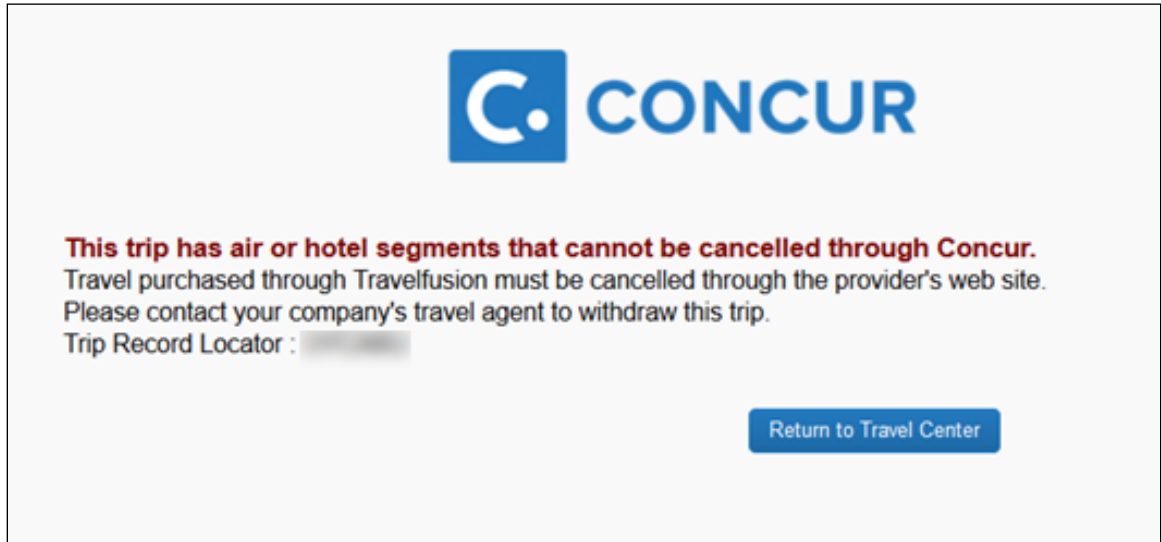 C. CONCUR
This trip has air or hotel segments that cannot be cancelled through Concur.
Travel purchased through Travelfusion must be cancelled through the provider's web site.
Please contact your company's travel agent to withdraw this trip.
Trip Record Locator :
Return to Travel Center